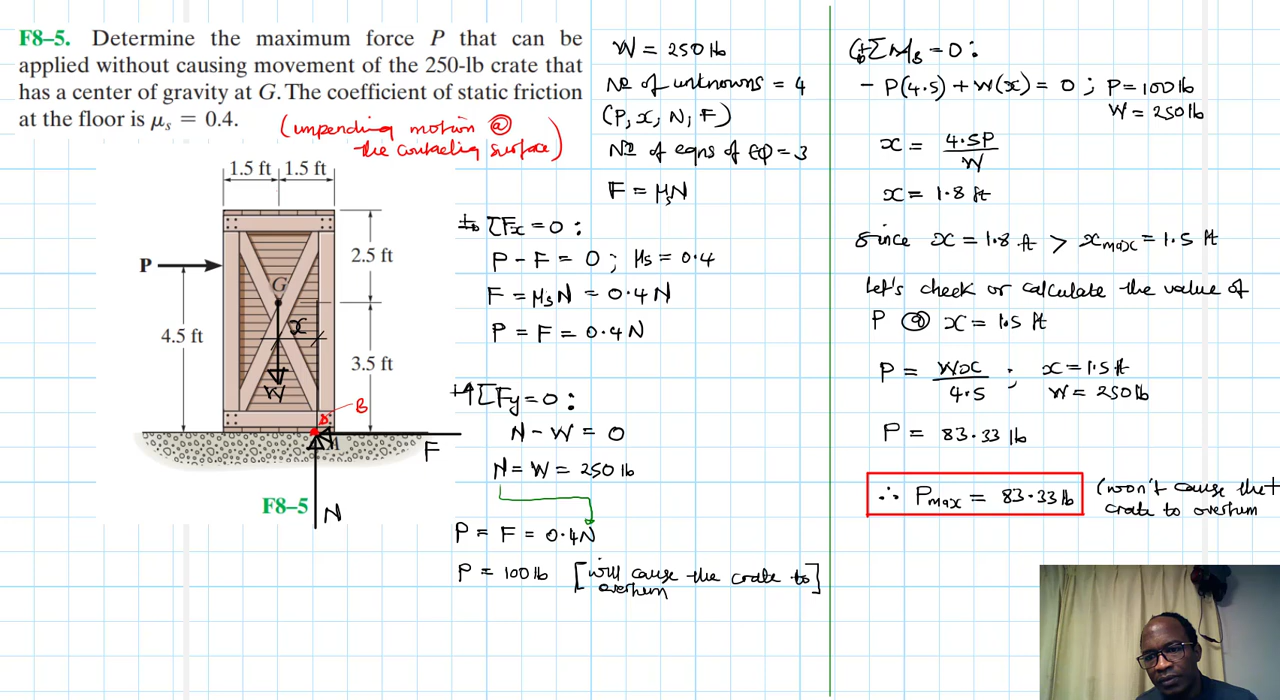 F8–5. Determine the maximum force P that can be
applied without causing movement of the 250-lb crate that
has a center of gravity at G. The coefficient of static friction
at the floor is μs = 0.4.
(impending motion @
the contacting surface)
1.5 ft 1.5 ft
P
2.5 ft
G
4.5 ft
x
3.5 ft
W
B
F
F8–5
N
W = 250 lb
No of unknowns = 4
(P, x, N, F)
No of eqns of EQ = 3
F = μsN
→+ ΣFx = 0 :
P - F = 0 ; μs = 0.4
F = μsN = 0.4N
P = F = 0.4N
+↑ΣFy = 0 :
N - W = 0
N = W = 250 lb
P = F = 0.4N
P = 100 lb [will cause the crate to]
overturn
(+ΣMB = 0 :
- P(4.5) + W(x) = 0 ; P = 100 lb
W = 250 lb
x = 4.5P
W
x = 1.8 ft
Since x = 1.8 ft > xmax = 1.5 ft
Let's check or calculate the value of
P @ x = 1.5 ft
P = Wx ; x = 1.5 ft
4.5 W = 250 lb
P = 83.33 lb
∴ Pmax = 83.33 lb (won't cause the
crate to overturn